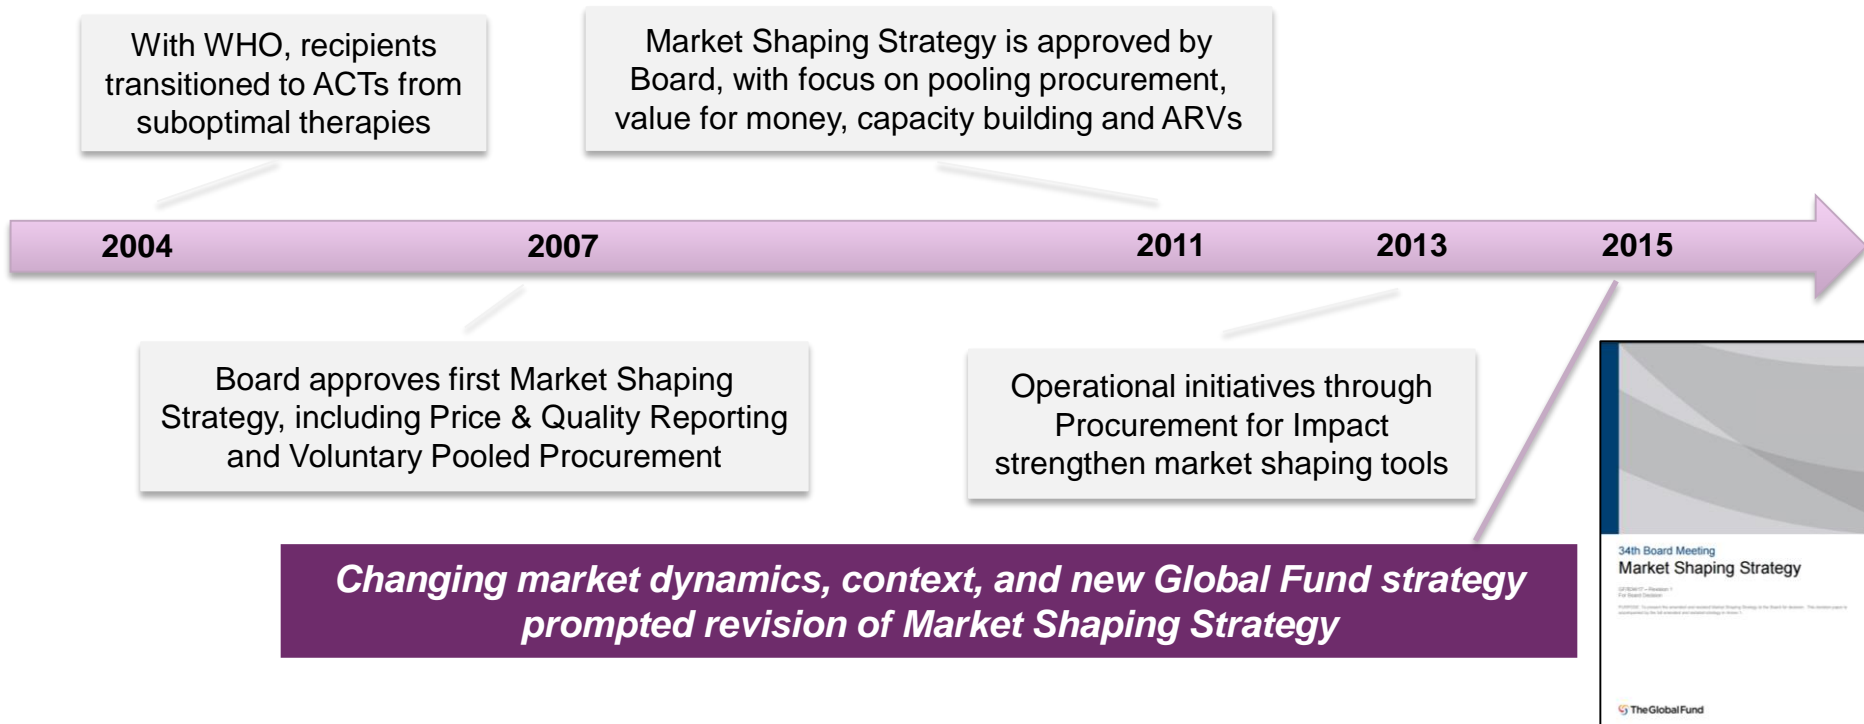 With WHO, recipients
transitioned to ACTs from
suboptimal therapies
Market Shaping Strategy is approved by
Board, with focus on pooling procurement,
value for money, capacity building and ARVs
2004
2007
2011
2013
2015
Board approves first Market Shaping
Strategy, including Price & Quality Reporting
and Voluntary Pooled Procurement
Operational initiatives through
Procurement for Impact
strengthen market shaping tools
Changing market dynamics, context, and new Global Fund strategy
prompted revision of Market Shaping Strategy
34th Board Meeting
Market Shaping Strategy
For Board Decision
The Global Fund